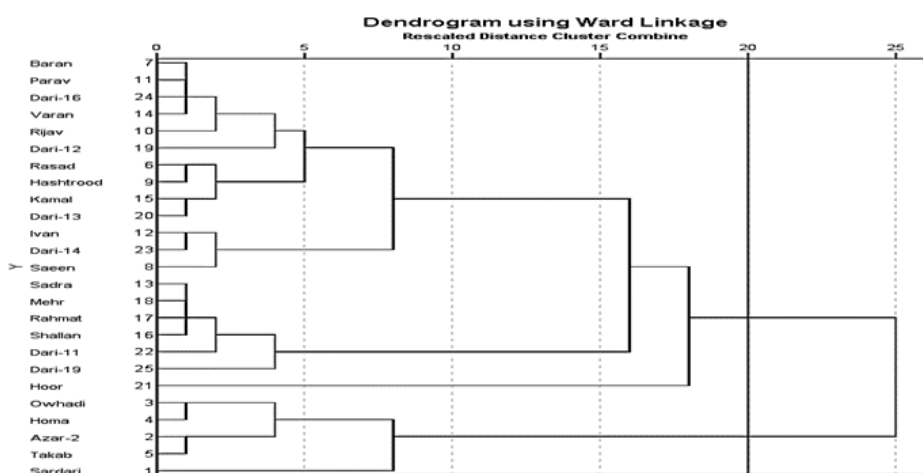 Dendrogram using Ward Linkage
Rescaled Distance Cluster Combine
0 5 10 15 20 25
Baran 7
Parav 11
Dari-16 24
Varan 14
Rijav 10
Dari-12 19
Rasad 6
Hashtrood 9
Kamal 15
Dari-13 20
Ivan 12
Dari-14 23
Y
Saeen 8
Sadra 13
Mehr 18
Rahmat 17
Shallan 16
Dari-11 22
Dari-19 25
Hoor 21
Owhadi 3
Homa 4
Azar-2 2
Takab 5
Sardari 1